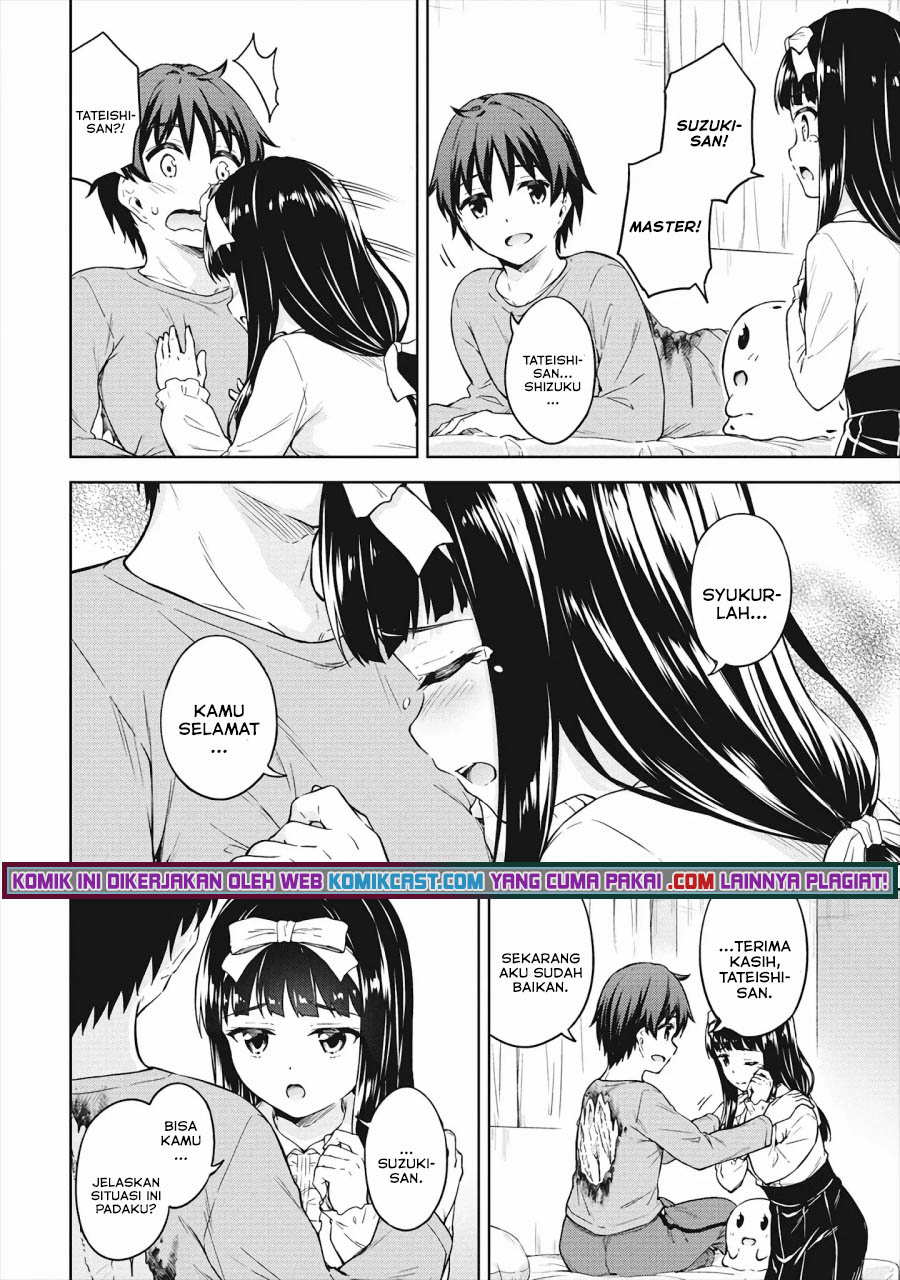 SUZUKI-
SAN!
MASTER!
TATEISHI-
SAN...
SHIZUKU
...
TATEISHI-
SAN?!
SYUKUR-
LAH...
KAMU
SELAMAT
...
KOMIK INI DIKERJAKAN OLEH WEB KOMIKCAST.COM YANG CUMA PAKAI .COM LAINNYA PLAGIAT!
...TERIMA
KASIH,
TATEISHI-
SAN.
SEKARANG
AKU SUDAH
BAIKAN.
...
SUZUKI-
SAN.
BISA
KAMU
...
JELASKAN
SITUASI INI
PADAKU?